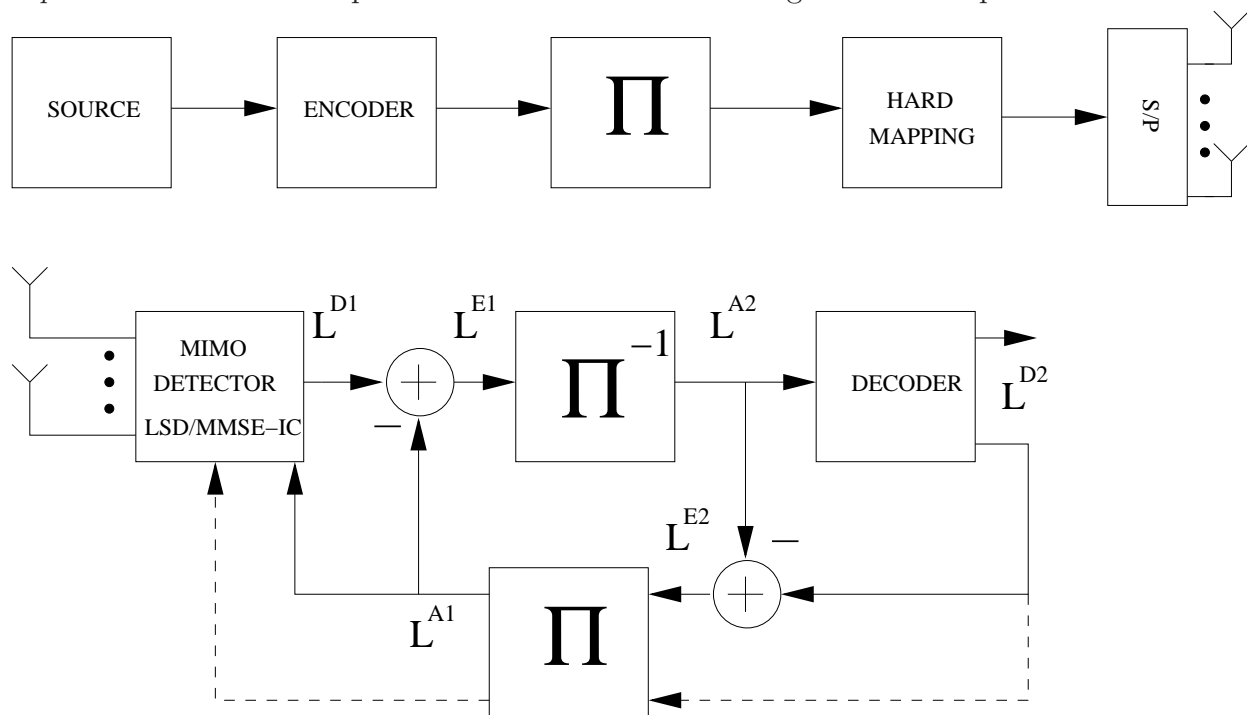 SOURCE
ENCODER
Π
HARD
MAPPING
S/P
MIMO
DETECTOR
LSD/MMSE−IC
L^D1
−
+
L^E1
Π^−1
L^A2
DECODER
L^D2
L^E2
−
+
L^A1
Π